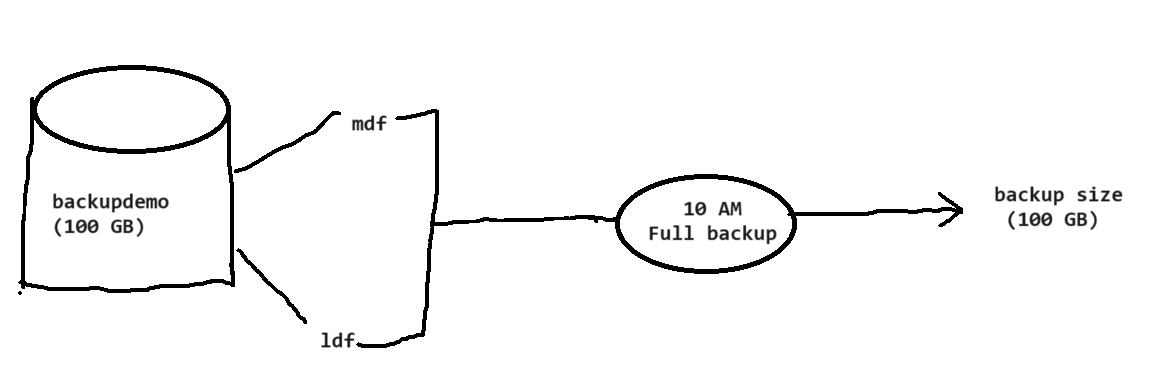 mdf
backupdemo
(100 GB)
10 AM
Full backup
backup size
(100 GB)
ldf